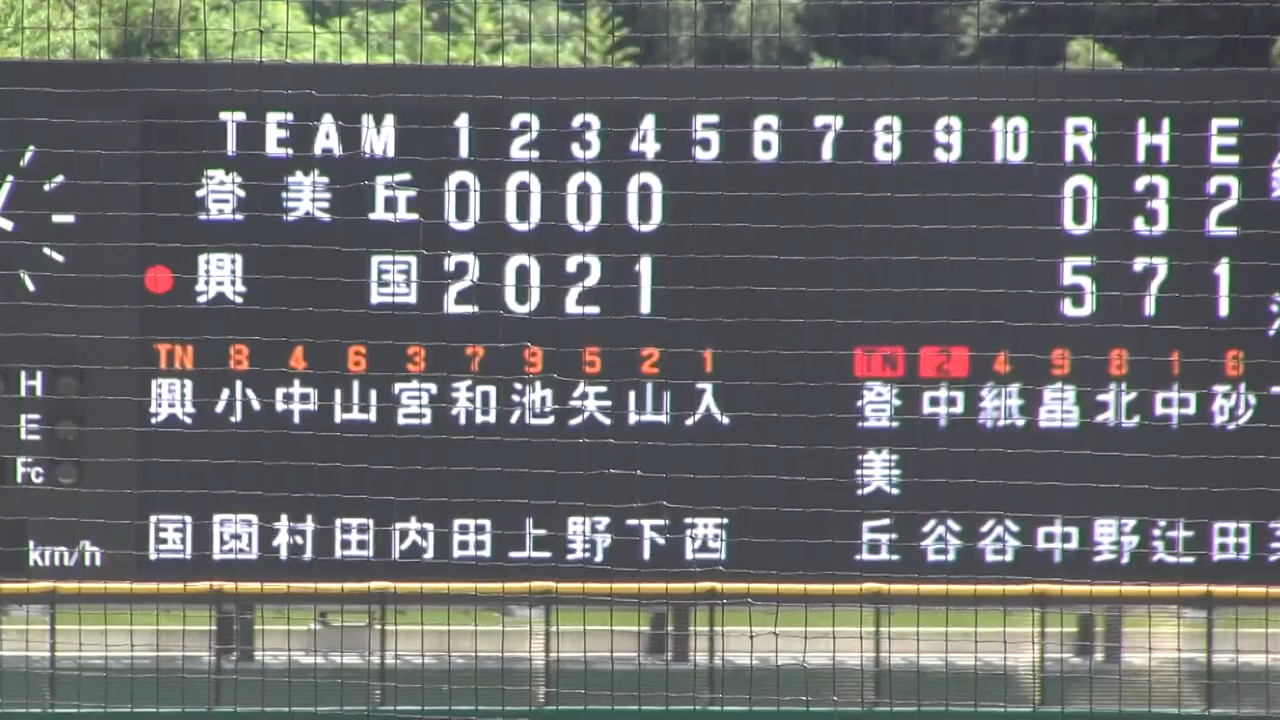 TEAM 1 2 3 4 5 6 7 8 9 10 R H E
登美丘 0 0 0 0 0 3 2
興国 2 0 2 1 5 7 1
TN 8 4 6 3 7 9 5 2 1 TN 2 4 9 8 1 6
H 興 小 中 山 宮 和 池 矢 山 入 登 中 紙 畠 北 中 砂
E
Fc 美
km/h 国 園 村 田 内 田 上 野 下 西 丘 谷 谷 中 野 辻 田